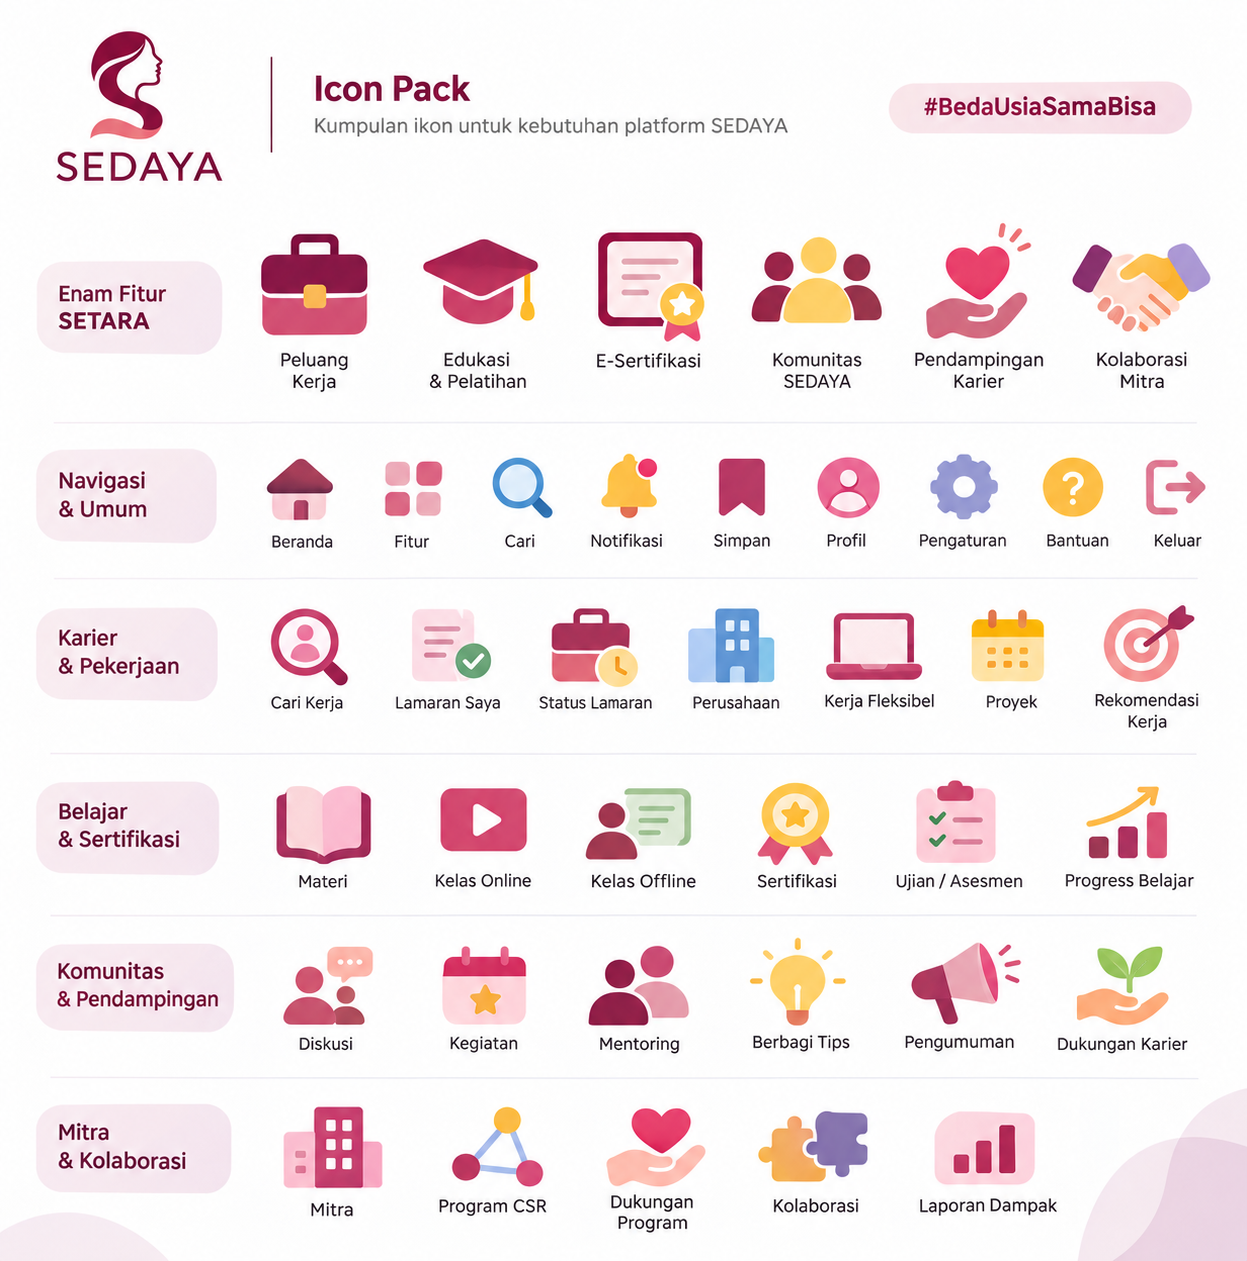 SEDAYA
Icon Pack
Kumpulan ikon untuk kebutuhan platform SEDAYA
#BedaUsiaSamaBisa
Enam Fitur
SETARA
Peluang
Kerja
Edukasi
& Pelatihan
E-Sertifikasi
Komunitas
SEDAYA
Pendampingan
Karier
Kolaborasi
Mitra
Navigasi
& Umum
Beranda
Fitur
Cari
Notifikasi
Simpan
Profil
Pengaturan
?
Bantuan
Keluar
Karier
& Pekerjaan
Cari Kerja
Lamaran Saya
Status Lamaran
Perusahaan
Kerja Fleksibel
Proyek
Rekomendasi
Kerja
Belajar
& Sertifikasi
Materi
Kelas Online
Kelas Offline
Sertifikasi
Ujian / Asesmen
Progress Belajar
Komunitas
& Pendampingan
Diskusi
Kegiatan
Mentoring
Berbagi Tips
Pengumuman
Dukungan Karier
Mitra
& Kolaborasi
Mitra
Program CSR
Dukungan
Program
Kolaborasi
Laporan Dampak